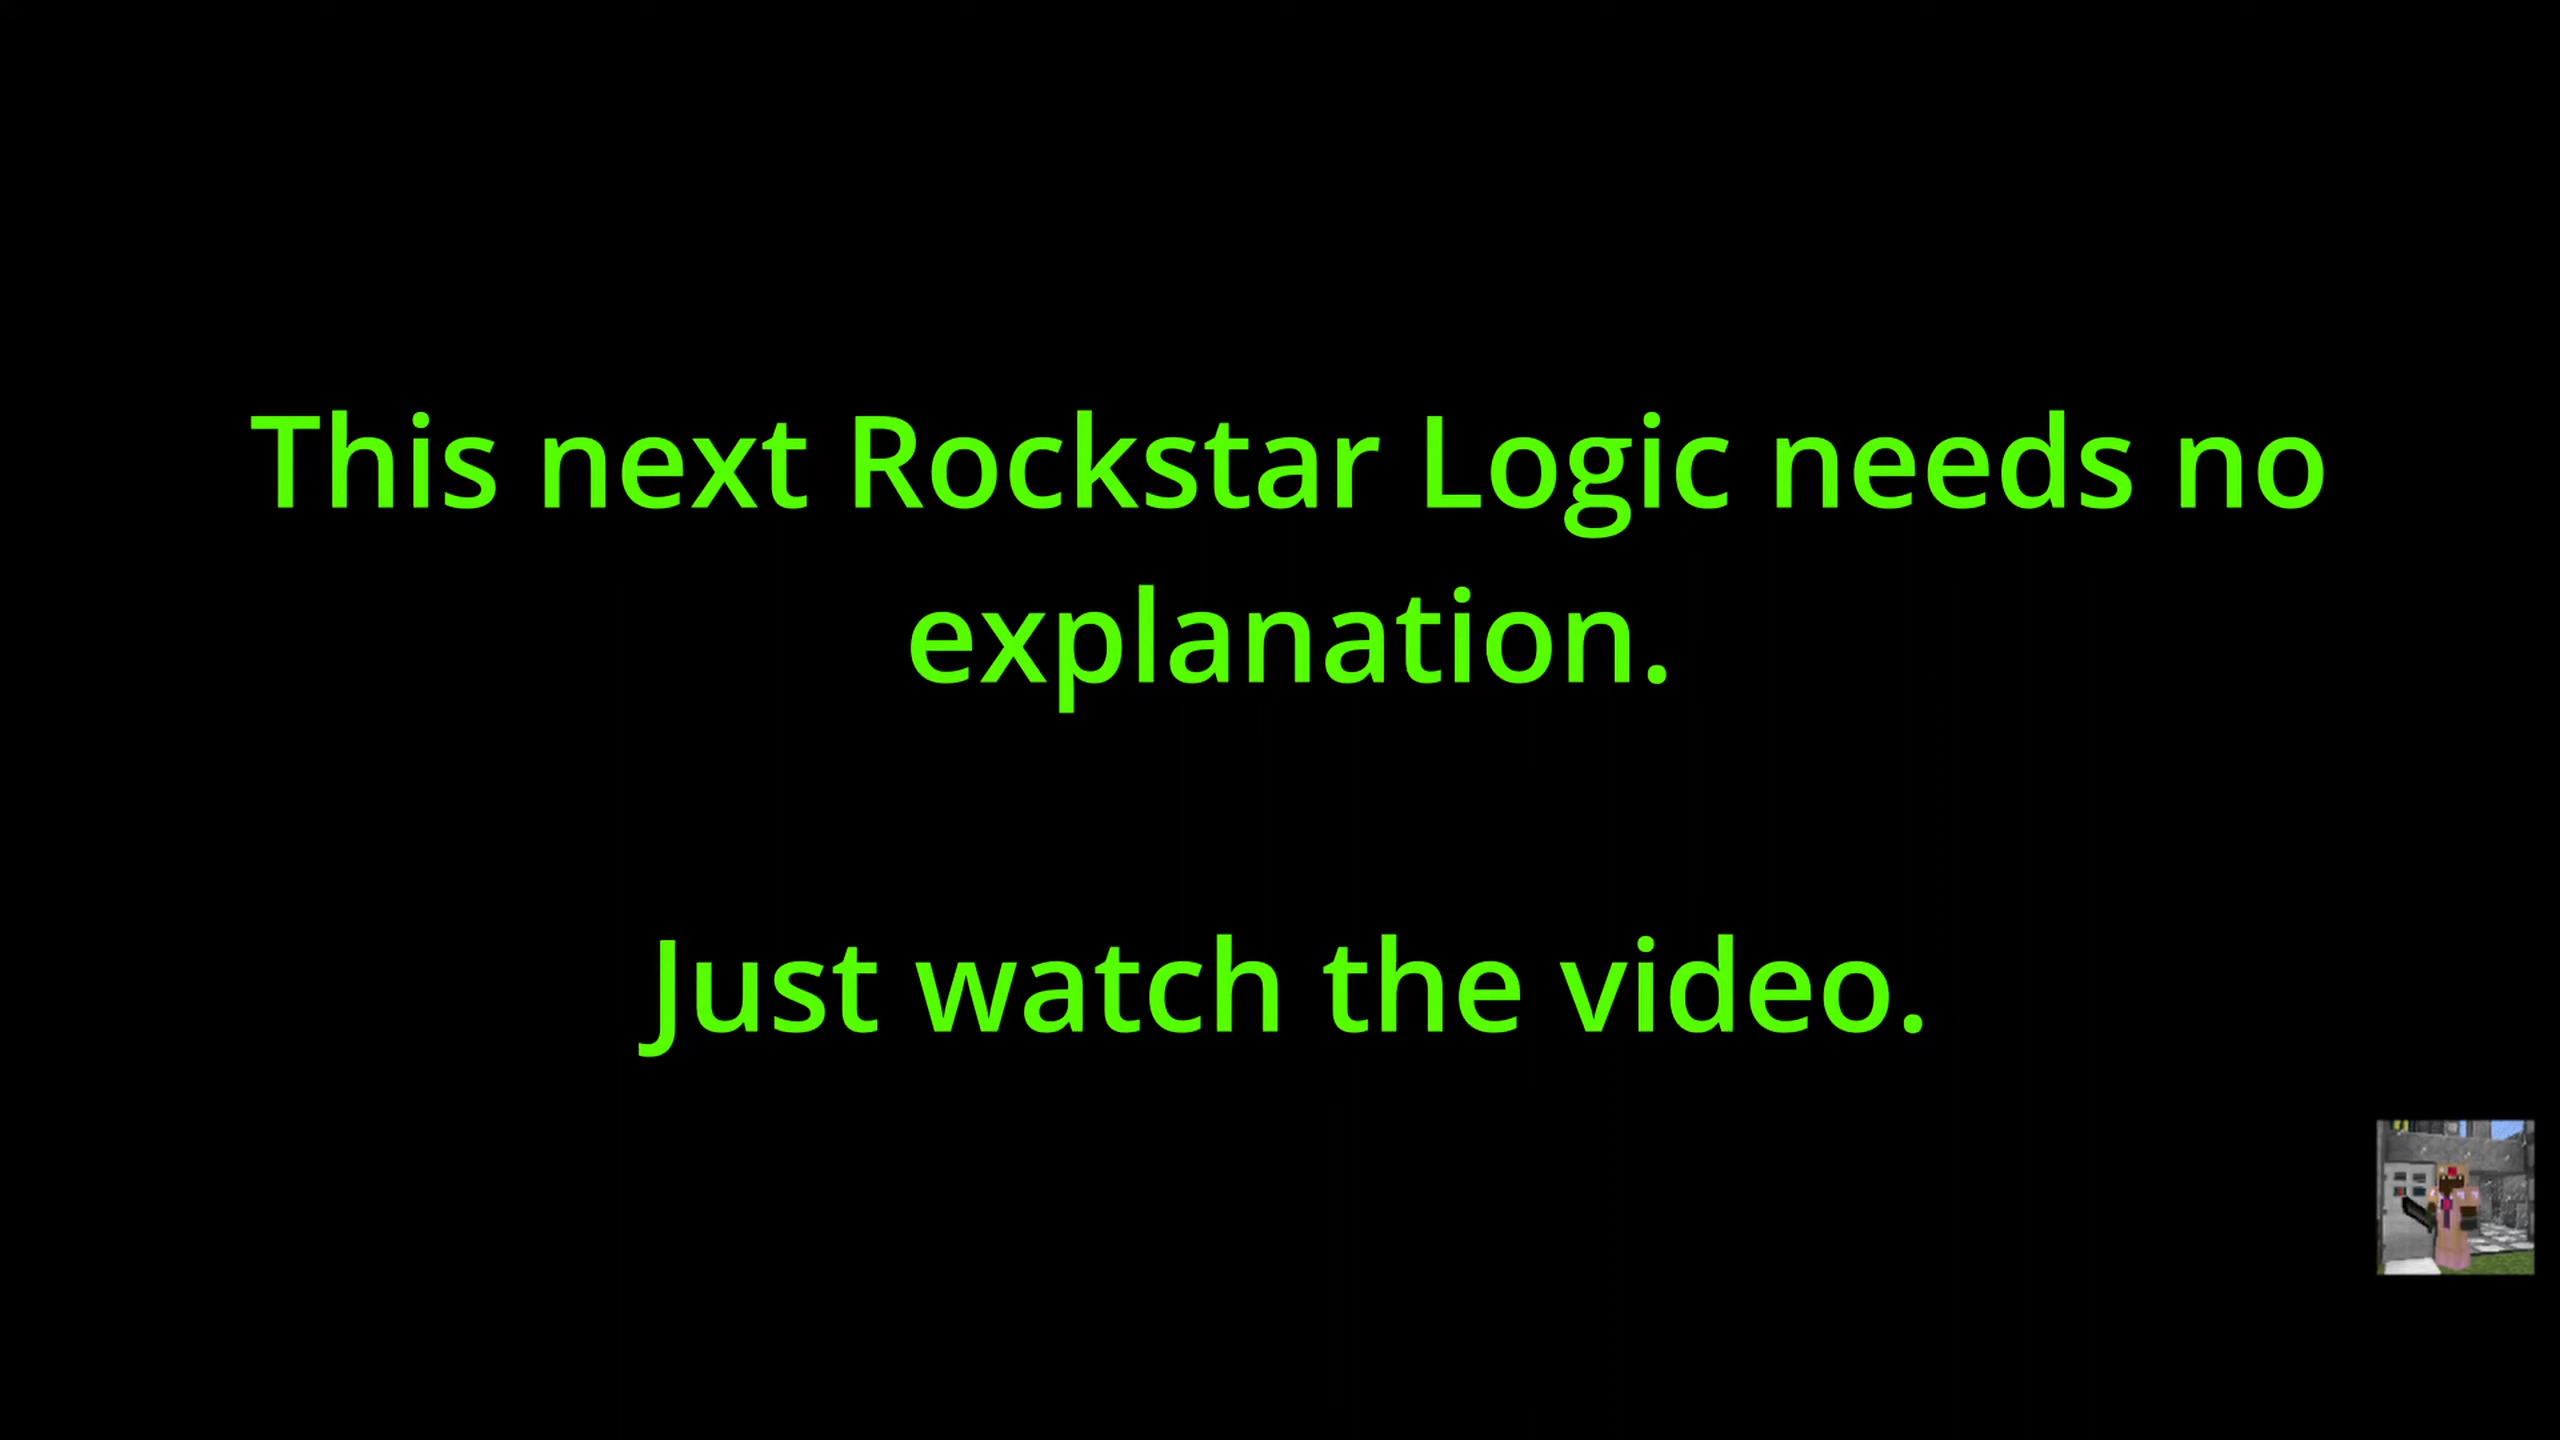 This next Rockstar Logic needs no
explanation.
Just watch the video.